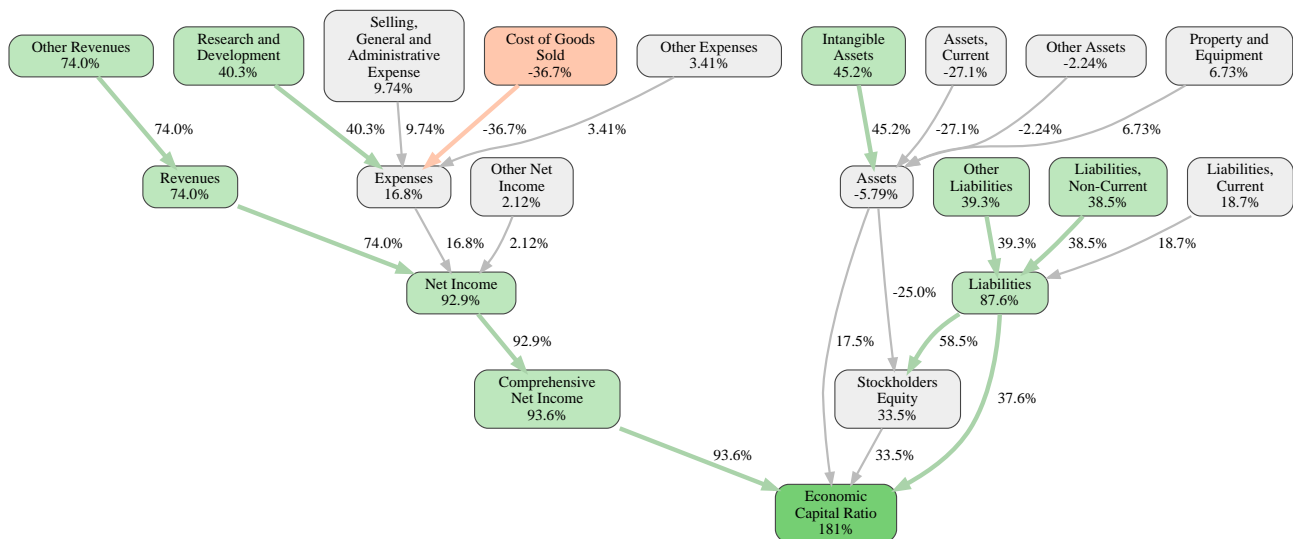 Other Revenues
74.0%
Research and
Development
40.3%
Selling,
General and
Administrative
Expense
9.74%
Cost of Goods
Sold
-36.7%
Other Expenses
3.41%
Intangible
Assets
45.2%
Assets,
Current
-27.1%
Other Assets
-2.24%
Property and
Equipment
6.73%
74.0%
40.3%
9.74%
-36.7%
3.41%
45.2%
-27.1%
-2.24%
6.73%
Revenues
74.0%
Expenses
16.8%
Other Net
Income
2.12%
Assets
-5.79%
Other
Liabilities
39.3%
Liabilities,
Non-Current
38.5%
Liabilities,
Current
18.7%
74.0%
16.8%
2.12%
39.3%
38.5%
18.7%
Net Income
92.9%
-25.0%
Liabilities
87.6%
92.9%
17.5%
58.5%
Comprehensive
Net Income
93.6%
Stockholders
Equity
33.5%
37.6%
93.6%
33.5%
Economic
Capital Ratio
181%